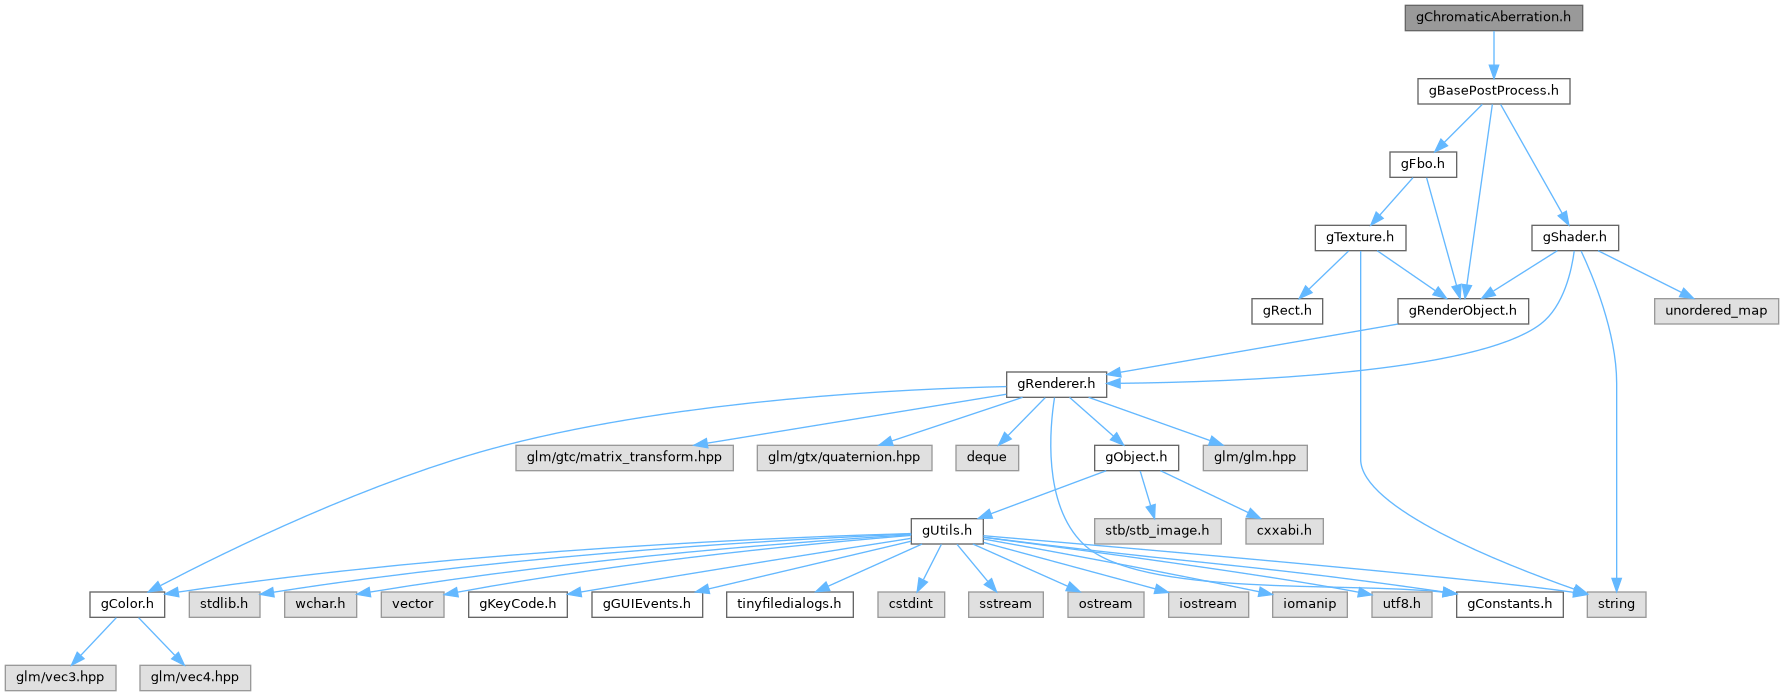 gChromaticAberration.h
gBasePostProcess.h
gFbo.h
gTexture.h
gShader.h
gRect.h
gRenderObject.h
unordered_map
gRenderer.h
glm/gtc/matrix_transform.hpp
glm/gtx/quaternion.hpp
deque
gObject.h
glm/glm.hpp
gUtils.h
stb/stb_image.h
cxxabi.h
gColor.h
stdlib.h
wchar.h
vector
gKeyCode.h
gGUIEvents.h
tinyfiledialogs.h
cstdint
sstream
ostream
iostream
iomanip
utf8.h
gConstants.h
string
glm/vec3.hpp
glm/vec4.hpp